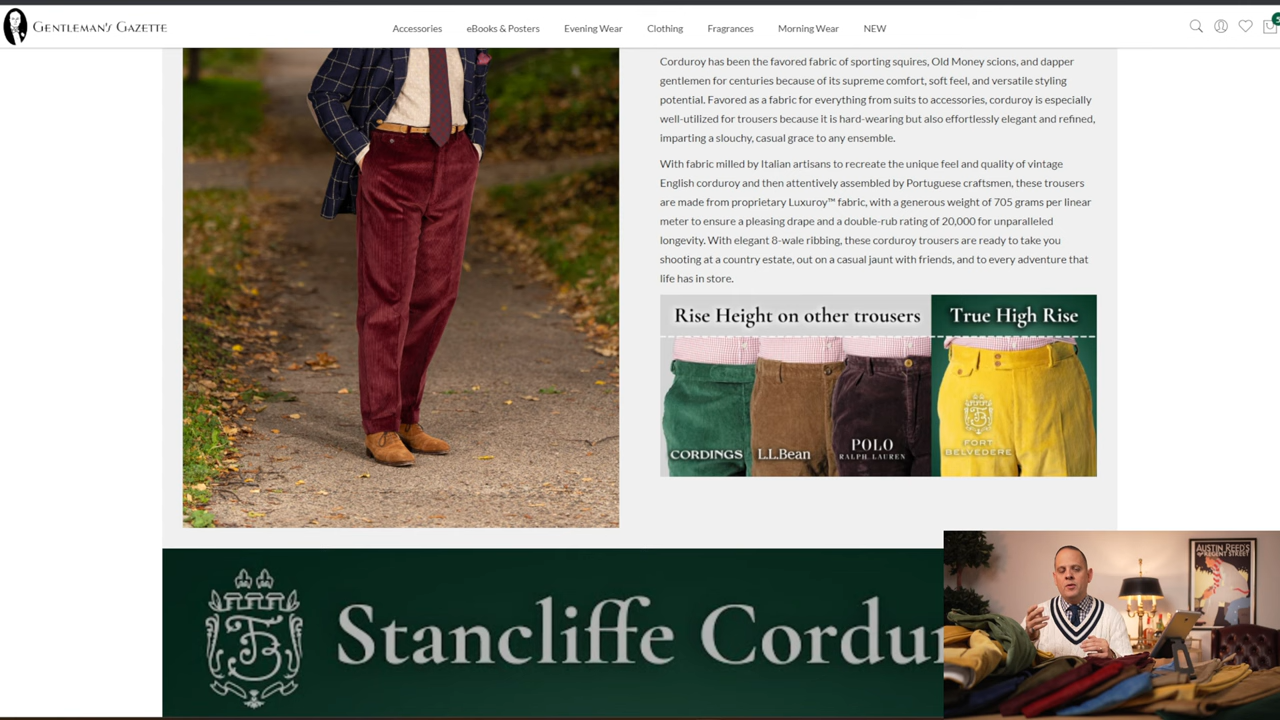 GENTLEMAN'S GAZETTE
Accessories eBooks & Posters Evening Wear Clothing Fragrances Morning Wear NEW
Corduroy has been the favored fabric of sporting squires, Old Money scions, and dapper
gentlemen for centuries because of its supreme comfort, soft feel, and versatile styling
potential. Favored as a fabric for everything from suits to accessories, corduroy is especially
well-utilized for trousers because it is hard-wearing but also effortlessly elegant and refined,
imparting a slouchy, casual grace to any ensemble.
With fabric milled by Italian artisans to recreate the unique feel and quality of vintage
English corduroy and then attentively assembled by Portuguese craftsmen, these trousers
are made from proprietary Luxuroy™ fabric, with a generous weight of 705 grams per linear
meter to ensure a pleasing drape and a double-rub rating of 20,000 for unparalleled
longevity. With elegant 8-wale ribbing, these corduroy trousers are ready to take you
shooting at a country estate, out on a casual jaunt with friends, and to every adventure that
life has in store.
Rise Height on other trousers True High Rise
CORDINGS L.L.Bean POLO RALPH LAUREN FORT BELVEDERE
Stancliffe Cordu
AUSTIN REED'S
OF REGENT STREET